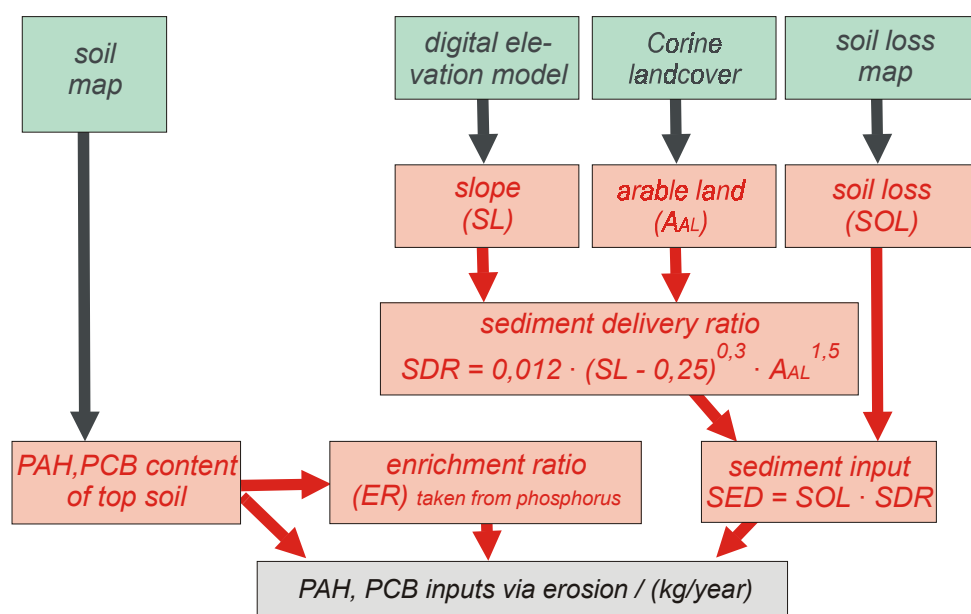 soil
map
digital ele-
vation model
Corine
landcover
soil loss
map
slope
(SL)
arable land
(AAL)
soil loss
(SOL)
sediment delivery ratio
SDR = 0,012 · (SL - 0,25)^0,3 · AAL^1,5
PAH,PCB content
of top soil
enrichment ratio
(ER) taken from phosphorus
sediment input
SED = SOL · SDR
PAH, PCB inputs via erosion / (kg/year)